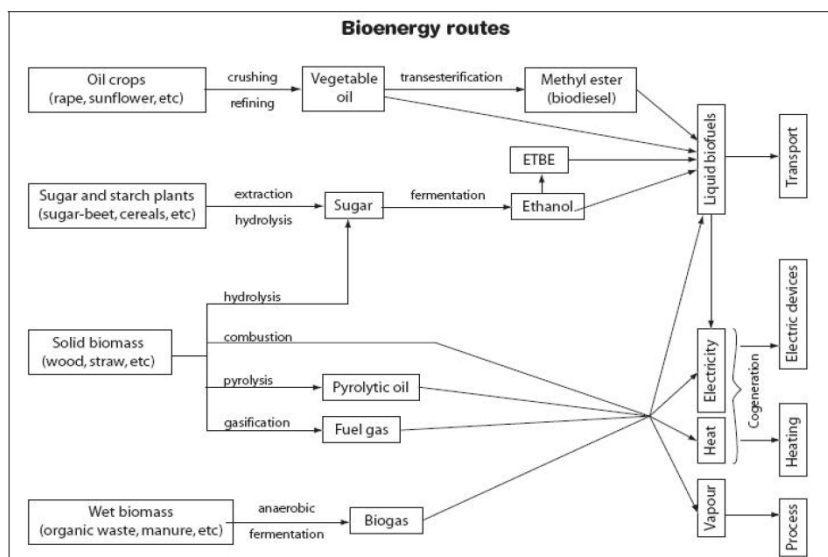 Bioenergy routes
Oil crops
(rape, sunflower, etc)
crushing
refining
Vegetable
oil
transesterification
Methyl ester
(biodiesel)
Liquid biofuels
Transport
ETBE
Sugar and starch plants
(sugar-beet, cereals, etc)
extraction
hydrolysis
Sugar
fermentation
Ethanol
hydrolysis
Solid biomass
(wood, straw, etc)
combustion
pyrolysis
Pyrolytic oil
gasification
Fuel gas
Electricity
Heat
Cogeneration
Electric devices
Heating
Wet biomass
(organic waste, manure, etc)
anaerobic
fermentation
Biogas
Vapour
Process